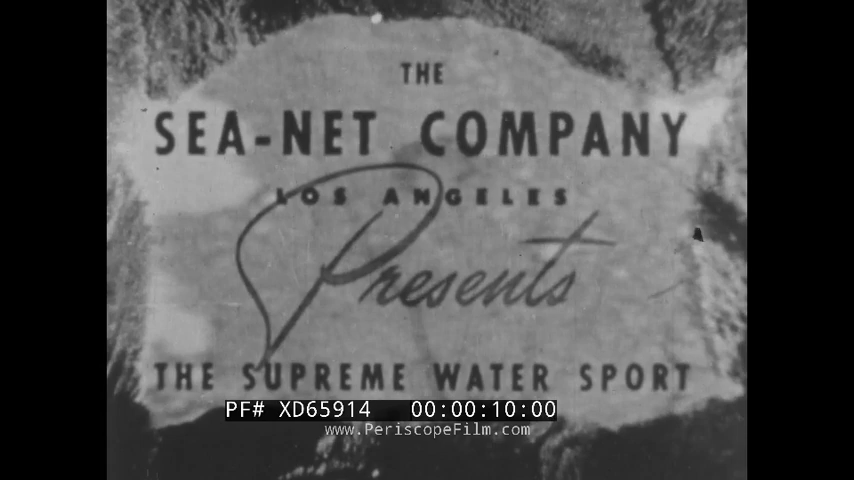 THE
SEA-NET COMPANY
LOS ANGELES
Presents
THE SUPREME WATER SPORT
PF# XD65914 00:00:10:00
www.PeriscopeFilm.com